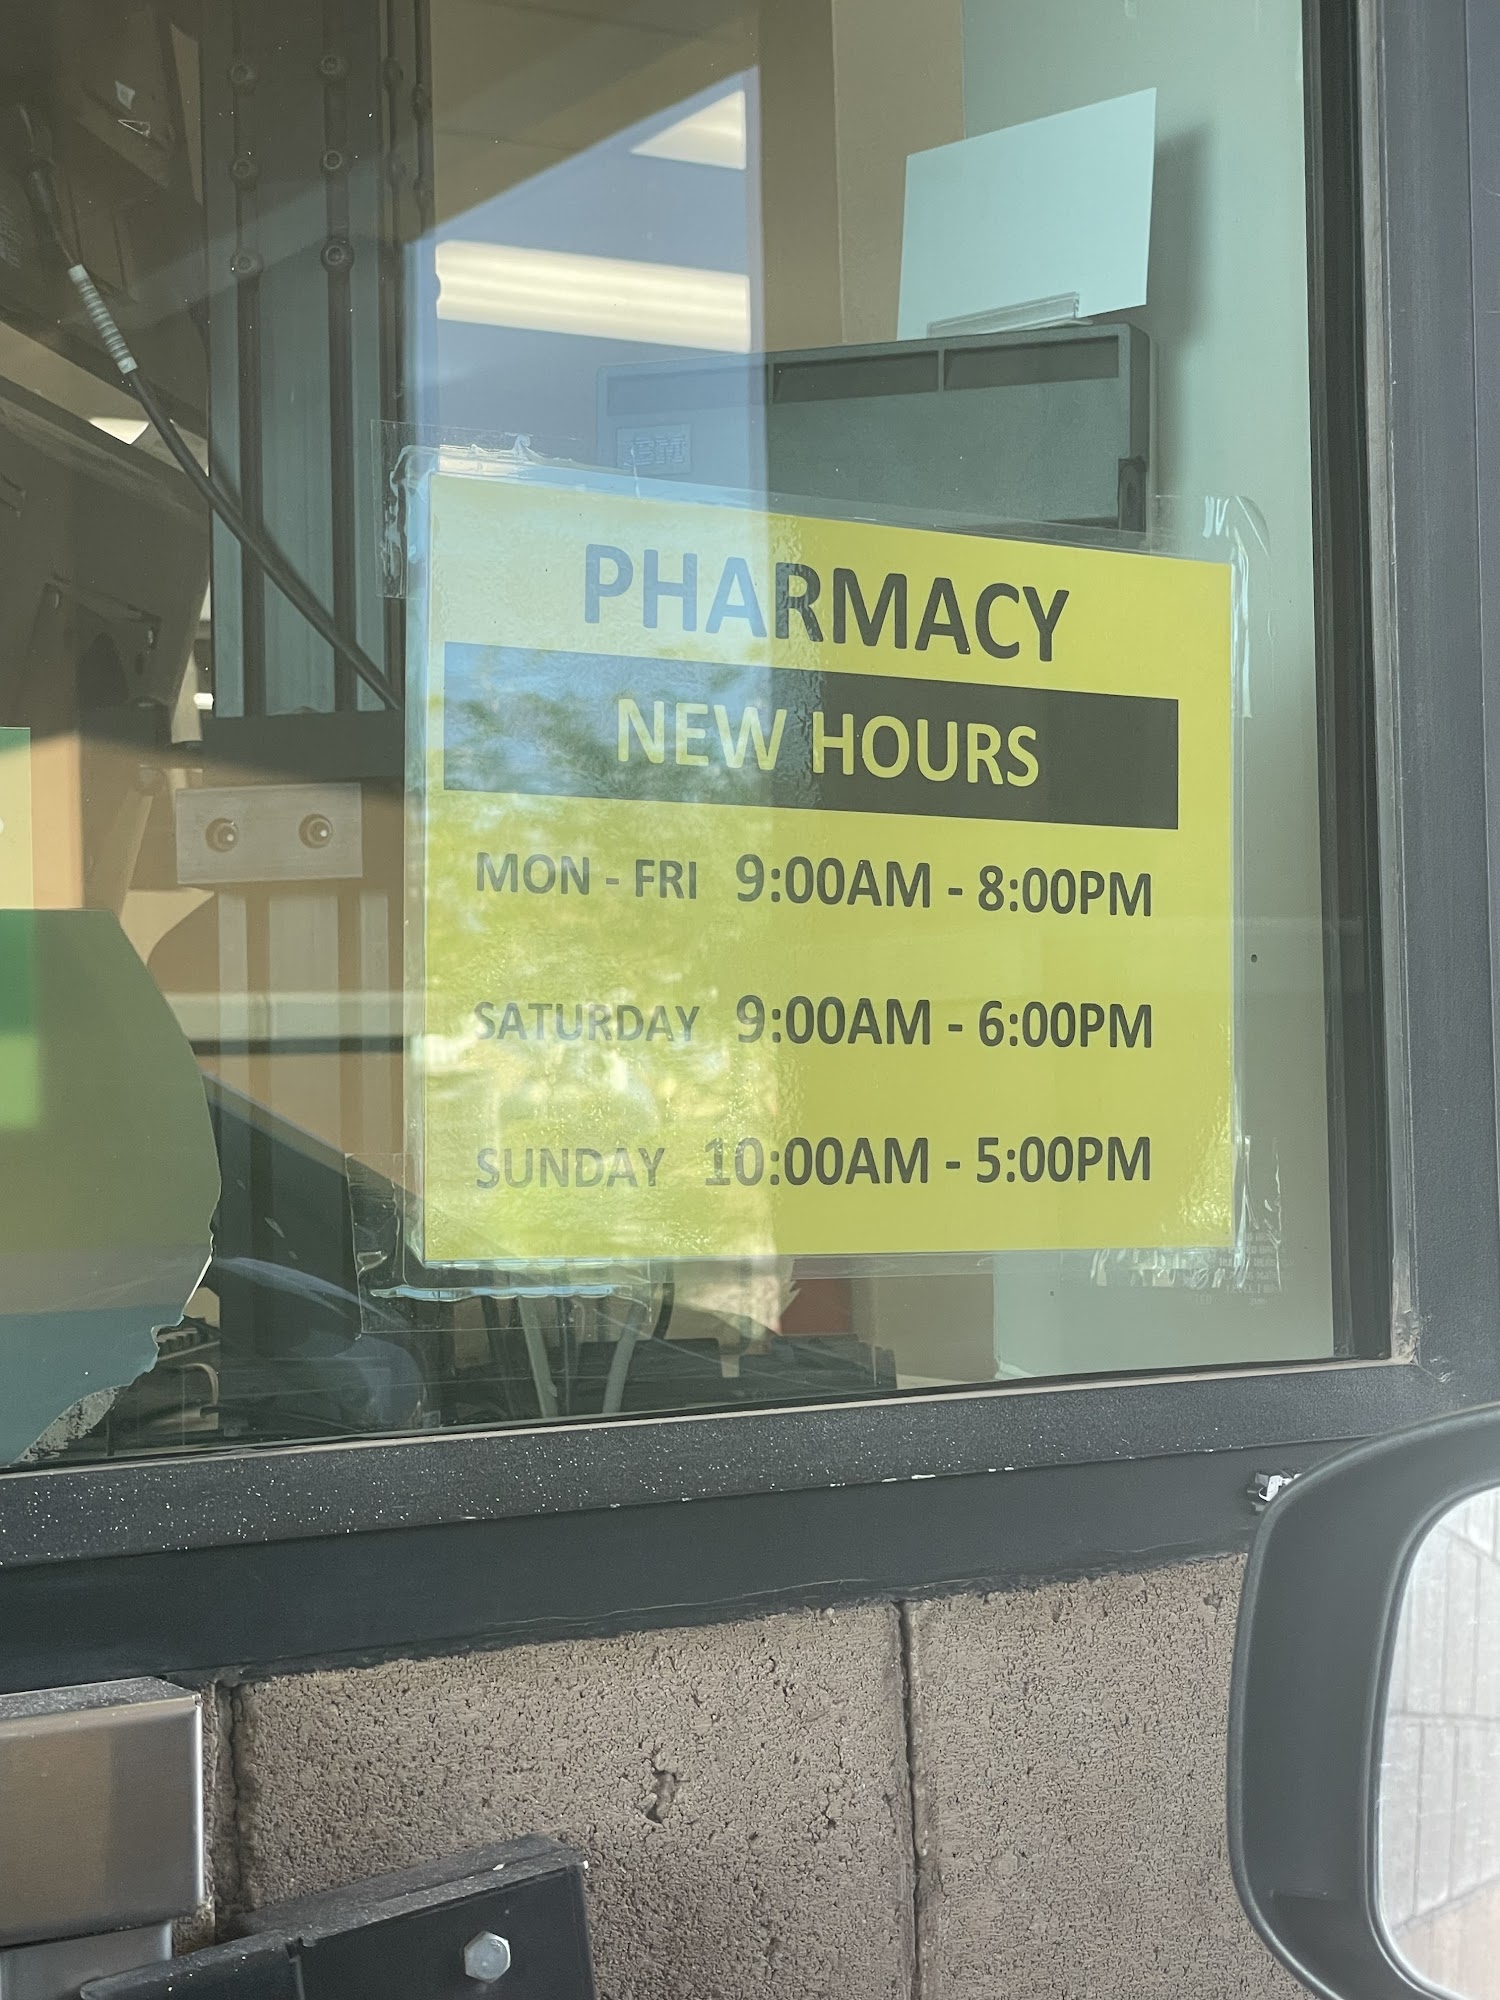 IBM
PHARMACY
NEW HOURS
MON - FRI 9:00AM - 8:00PM
SATURDAY 9:00AM - 6:00PM
SUNDAY 10:00AM - 5:00PM